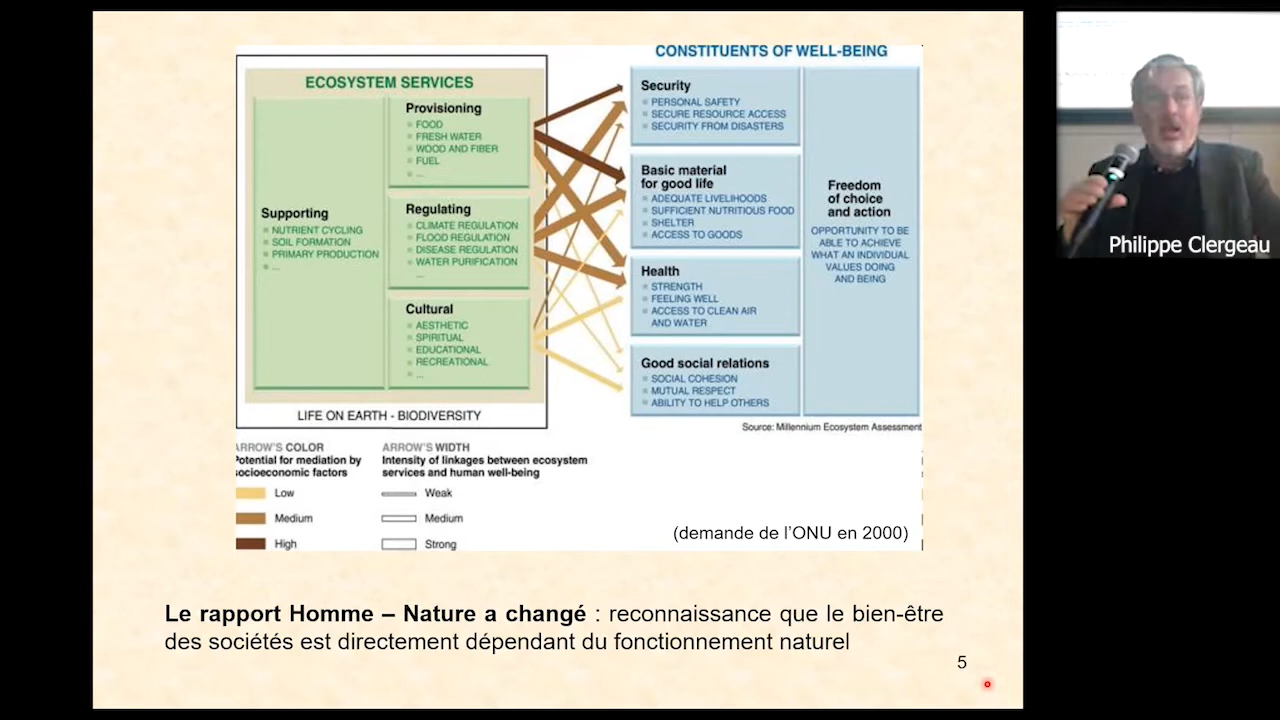 CONSTITUENTS OF WELL-BEING
ECOSYSTEM SERVICES
Supporting
NUTRIENT CYCLING
SOIL FORMATION
PRIMARY PRODUCTION
...
Provisioning
FOOD
FRESH WATER
WOOD AND FIBER
FUEL
...
Regulating
CLIMATE REGULATION
FLOOD REGULATION
DISEASE REGULATION
WATER PURIFICATION
...
Cultural
AESTHETIC
SPIRITUAL
EDUCATIONAL
RECREATIONAL
...
LIFE ON EARTH - BIODIVERSITY
Security
PERSONAL SAFETY
SECURE RESOURCE ACCESS
SECURITY FROM DISASTERS
Basic material
for good life
ADEQUATE LIVELIHOODS
SUFFICIENT NUTRITIOUS FOOD
SHELTER
ACCESS TO GOODS
Health
STRENGTH
FEELING WELL
ACCESS TO CLEAN AIR
AND WATER
Good social relations
SOCIAL COHESION
MUTUAL RESPECT
ABILITY TO HELP OTHERS
Freedom
of choice
and action
OPPORTUNITY TO BE
ABLE TO ACHIEVE
WHAT AN INDIVIDUAL
VALUES DOING
AND BEING
Source: Millennium Ecosystem Assessment
ARROW'S COLOR
Potential for mediation by
socioeconomic factors
Low
Medium
High
ARROW'S WIDTH
Intensity of linkages between ecosystem
services and human well-being
Weak
Medium
Strong
(demande de l'ONU en 2000)
Le rapport Homme – Nature a changé : reconnaissance que le bien-être
des sociétés est directement dépendant du fonctionnement naturel
5
Philippe Clergeau